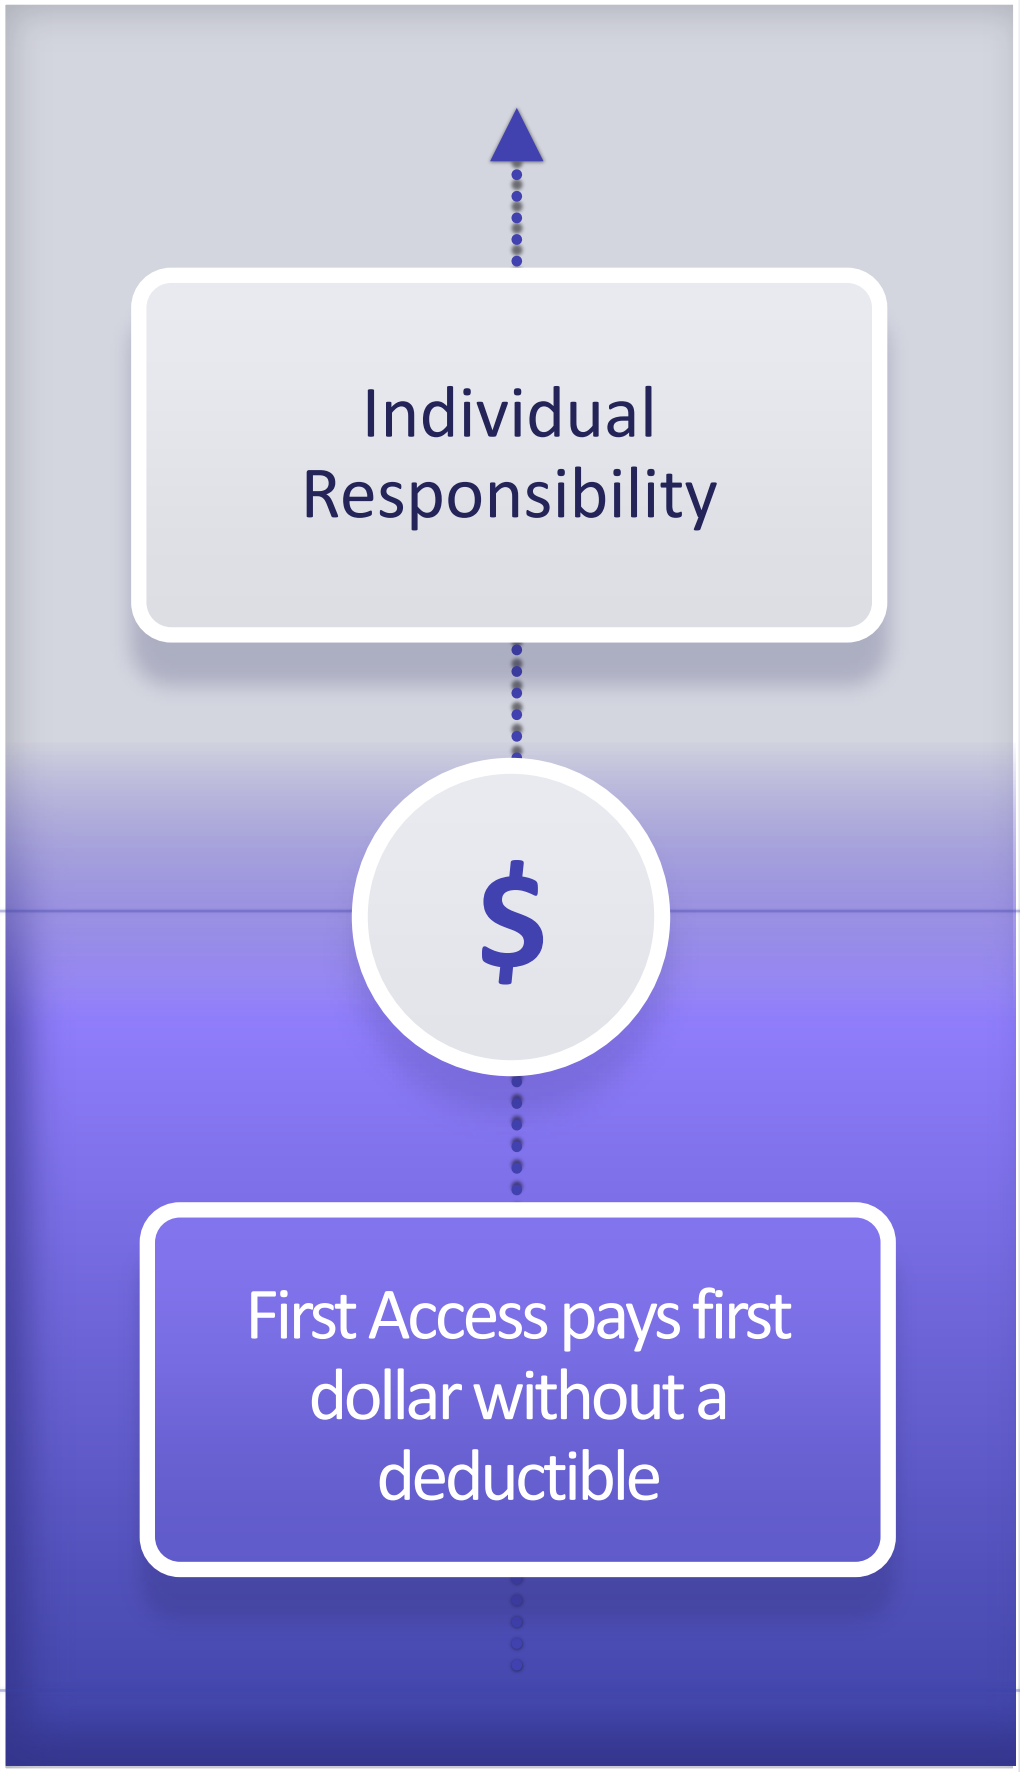 Individual
Responsibility
$
First Access pays first
dollar without a
deductible